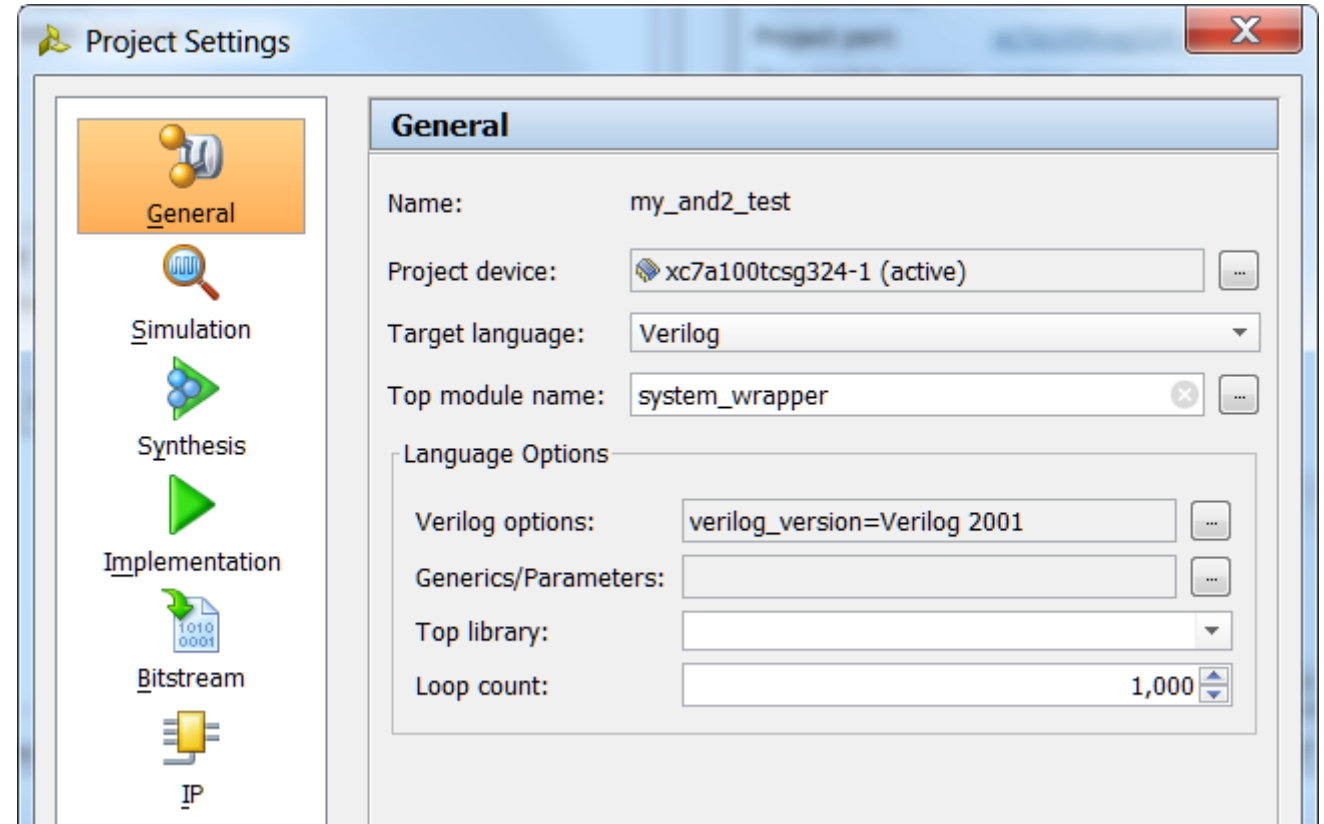 Project Settings
General
Simulation
Synthesis
Implementation
1010
0001
Bitstream
IP
General
Name: my_and2_test
Project device: xc7a100tcsg324-1 (active) ...
Target language: Verilog
Top module name: system_wrapper ...
Language Options
Verilog options: verilog_version=Verilog 2001 ...
Generics/Parameters: ...
Top library:
Loop count: 1,000